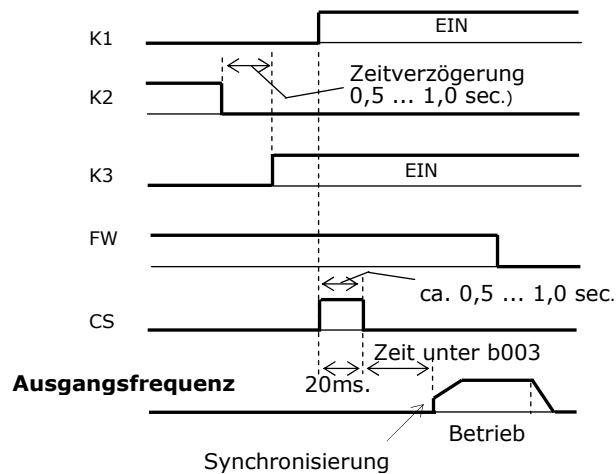 K1
EIN
K2
Zeitverzögerung
0,5 ... 1,0 sec.)
K3
EIN
FW
ca. 0,5 ... 1,0 sec.
CS
Zeit unter b003
Ausgangsfrequenz
20ms.
Betrieb
Synchronisierung